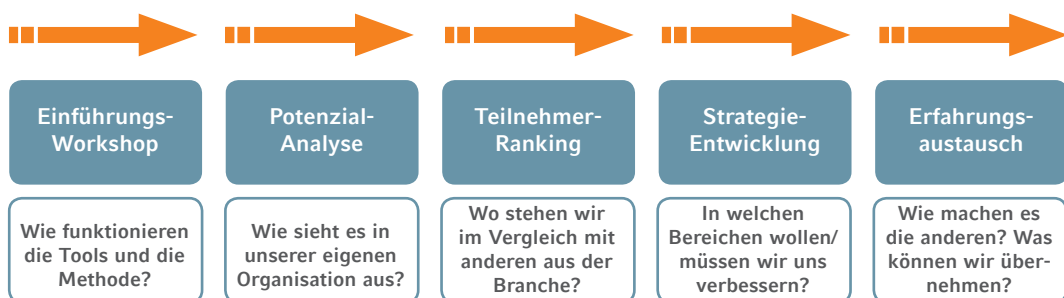 Einführungs-
Workshop
Potenzial-
Analyse
Teilnehmer-
Ranking
Strategie-
Entwicklung
Erfahrungs-
austausch
Wie funktionieren
die Tools und die
Methode?
Wie sieht es in
unserer eigenen
Organisation aus?
Wo stehen wir
im Vergleich mit
anderen aus der
Branche?
In welchen
Bereichen wollen/
müssen wir uns
verbessern?
Wie machen es
die anderen? Was
können wir über-
nehmen?